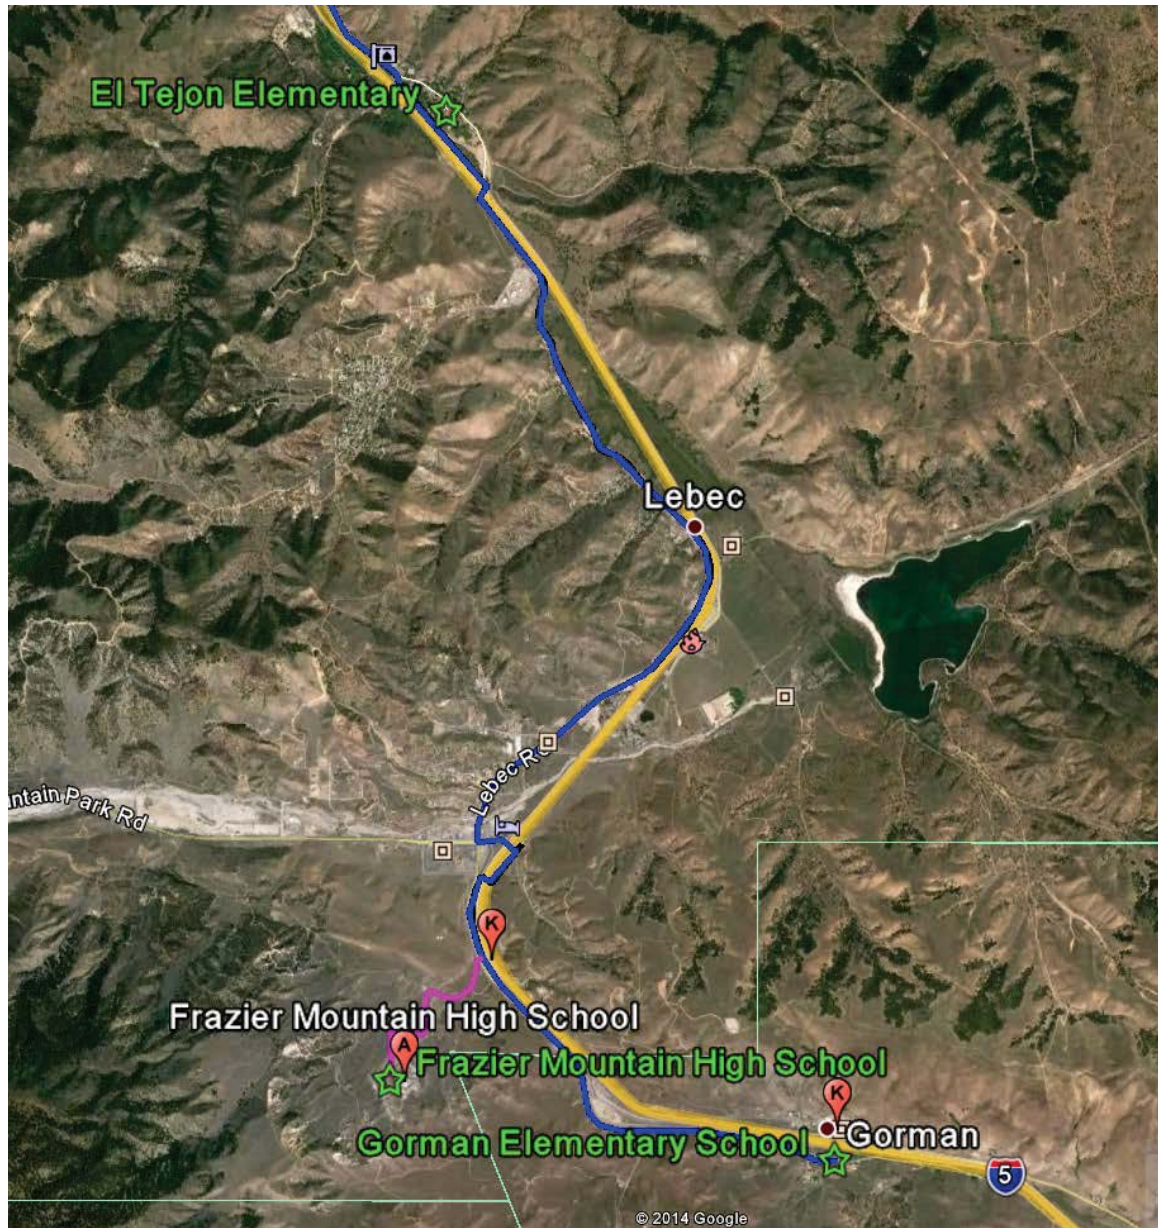 El Tejon Elementary
Lebec
Lebec R
ntain Park Rd
K
Frazier Mountain High School
A
Frazier Mountain High School
K
Gorman Elementary School
Gorman
5
© 2014 Google